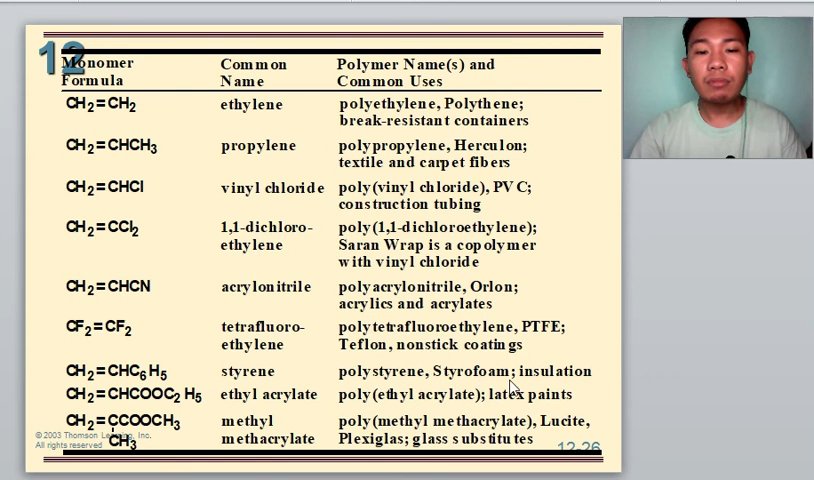 12
Monomer Common Polymer Name(s) and
Formula Name Common Uses
CH2=CH2 ethylene polyethylene, Polythene;
break-resistant containers
CH2=CHCH3 propylene polypropylene, Herculon;
textile and carpet fibers
CH2=CHCl vinyl chloride poly(vinyl chloride), PVC;
construction tubing
CH2=CCl2 1,1-dichloro- poly(1,1-dichloroethylene);
ethylene Saran Wrap is a copolymer
with vinyl chloride
CH2=CHCN acrylonitrile polyacrylonitrile, Orlon;
acrylics and acrylates
CF2=CF2 tetrafluoro- polytetrafluoroethylene, PTFE;
ethylene Teflon, nonstick coatings
CH2=CHC6H5 styrene polystyrene, Styrofoam; insulation
CH2=CHCOOC2H5 ethyl acrylate poly(ethyl acrylate); latex paints
CH2=CCOOCH3 methyl poly(methyl methacrylate), Lucite,
CH3 methacrylate Plexiglas; glass substitutes
© 2003 Thomson Learning, Inc.
All rights reserved
12-26